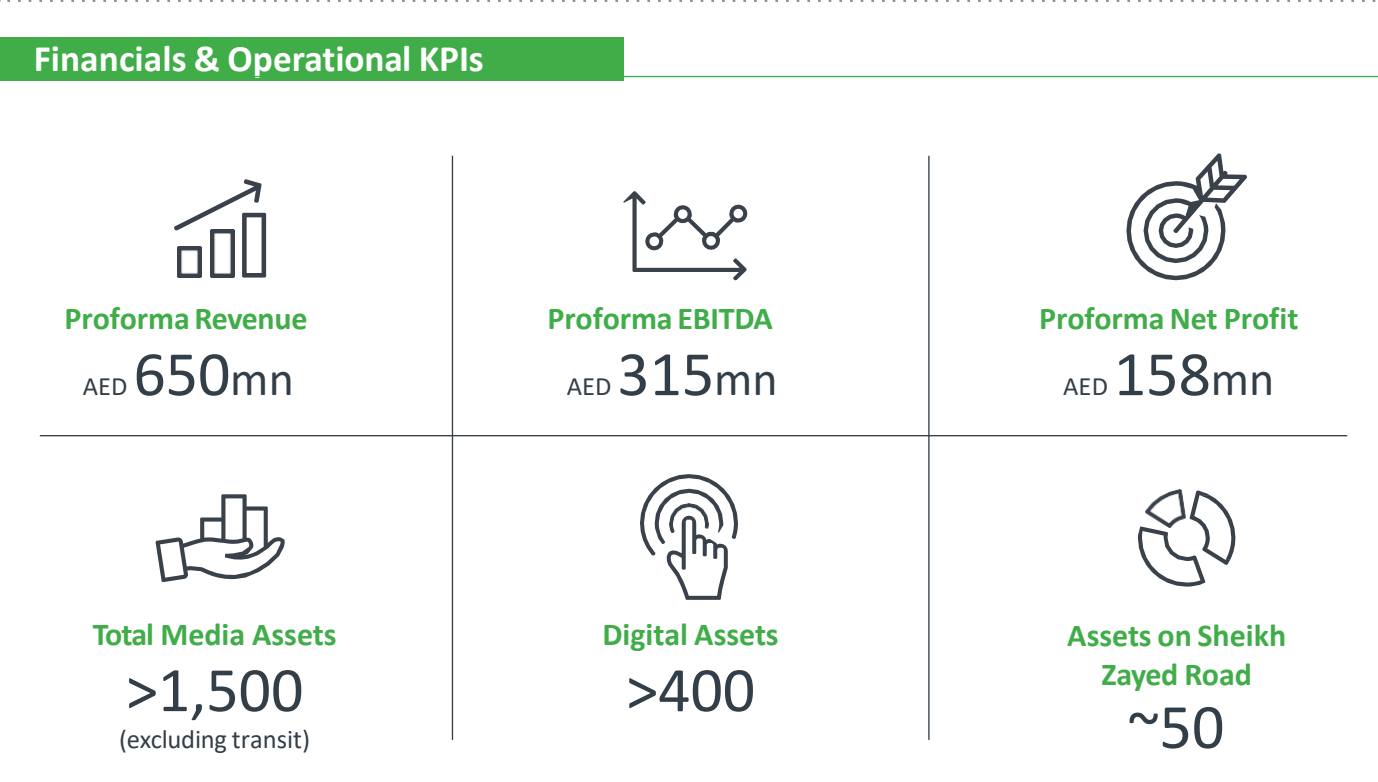 Financials & Operational KPIs
Proforma Revenue
AED 650mn
Proforma EBITDA
AED 315mn
Proforma Net Profit
AED 158mn
Total Media Assets
>1,500
(excluding transit)
Digital Assets
>400
Assets on Sheikh
Zayed Road
~50